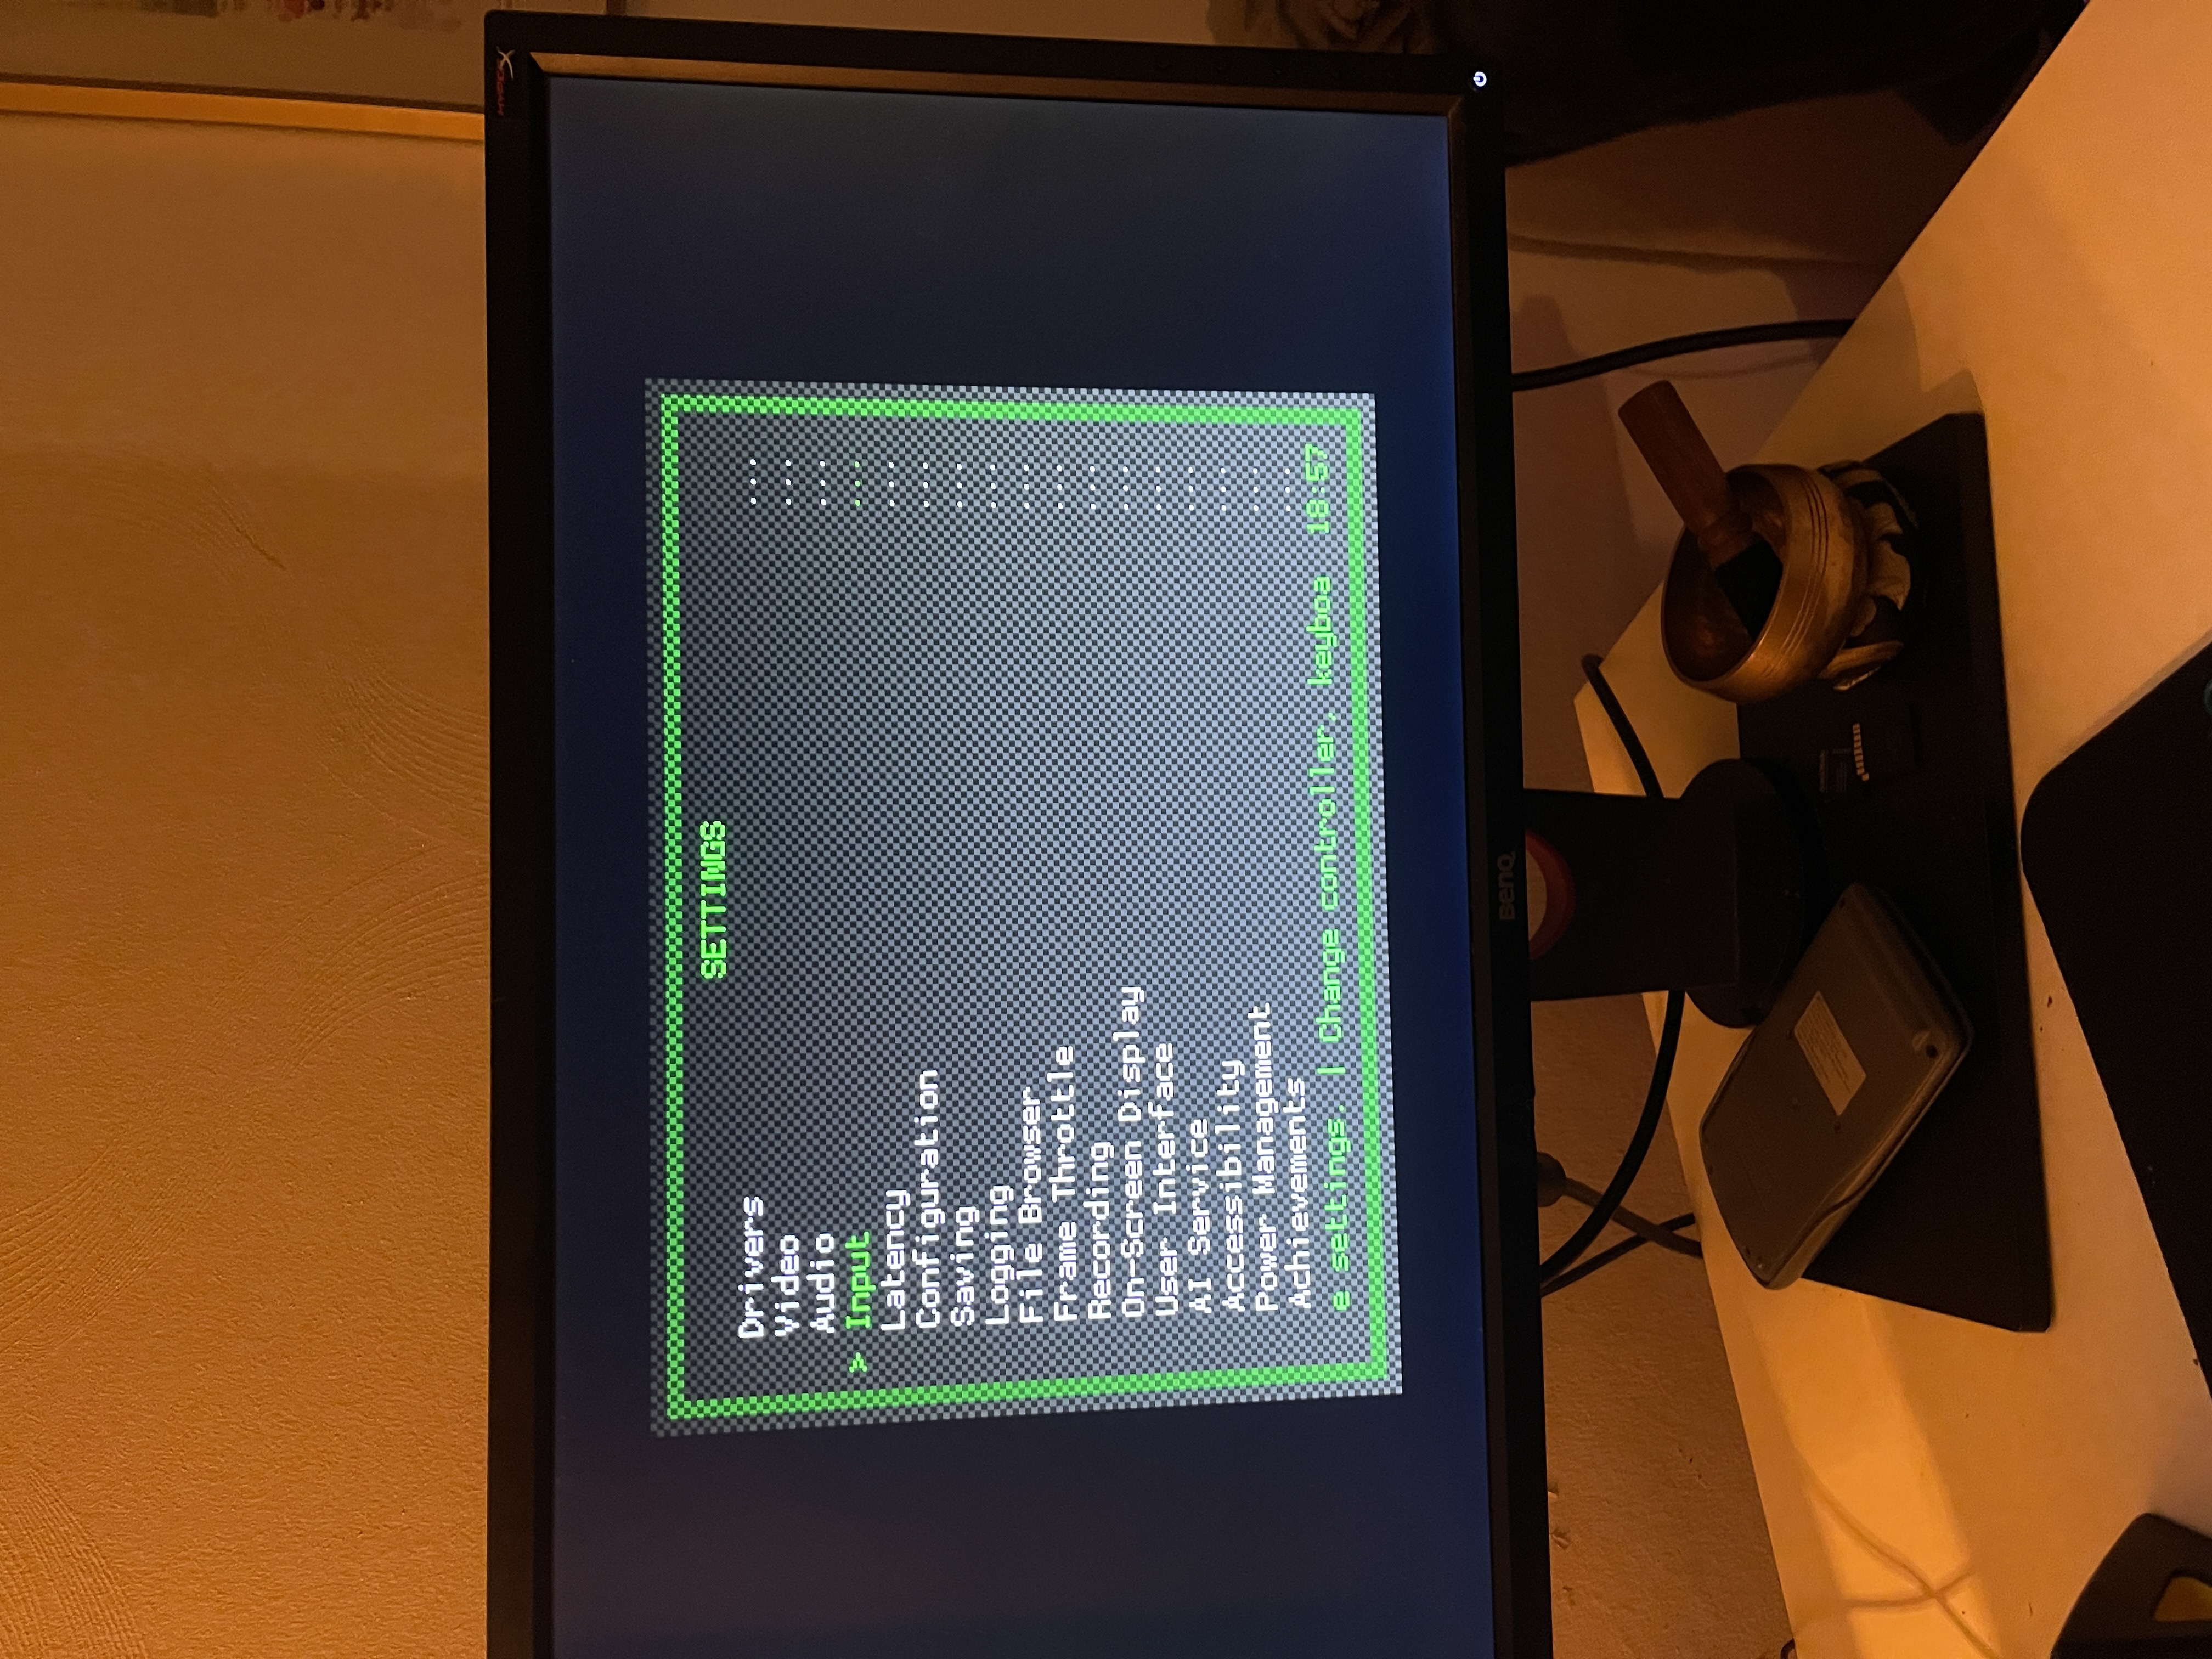 HYPERX
SETTINGS
Drivers ...
Video ...
Audio ...
> Input ...
Latency ...
Configuration ...
Saving ...
Logging ...
File Browser ...
Frame Throttle ...
Recording ...
On-Screen Display ...
User Interface ...
AI Service ...
Accessibility ...
Power Management ...
Achievements ...
e settings. | Change controller, keyboa 18:57
BenQ